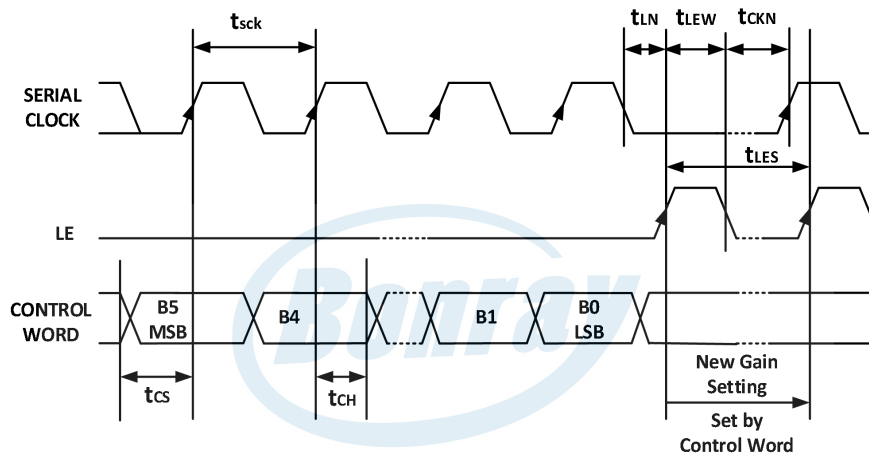 tLN tLEW tCKN
tsck
SERIAL
CLOCK
tLES
LE
CONTROL
WORD
B5
MSB
B4
B1
B0
LSB
tCS
tCH
New Gain
Setting
Set by
Control Word
Bonray